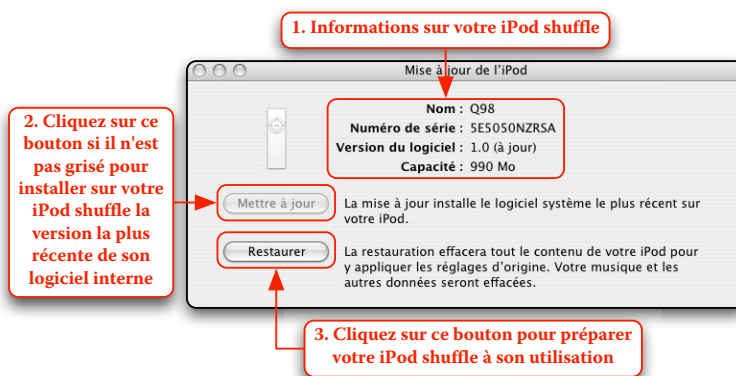 1. Informations sur votre iPod shuffle
Mise à jour de l'iPod
Nom : Q98
Numéro de série : 5E5050NZRSA
Version du logiciel : 1.0 (à jour)
Capacité : 990 Mo
2. Cliquez sur ce
bouton si il n'est
pas grisé pour
installer sur votre
iPod shuffle la
version la plus
récente de son
logiciel interne
Mettre à jour
La mise à jour installe le logiciel système le plus récent sur
votre iPod.
Restaurer
La restauration effacera tout le contenu de votre iPod pour
y appliquer les réglages d'origine. Votre musique et les
autres données seront effacées.
3. Cliquez sur ce bouton pour préparer
votre iPod shuffle à son utilisation